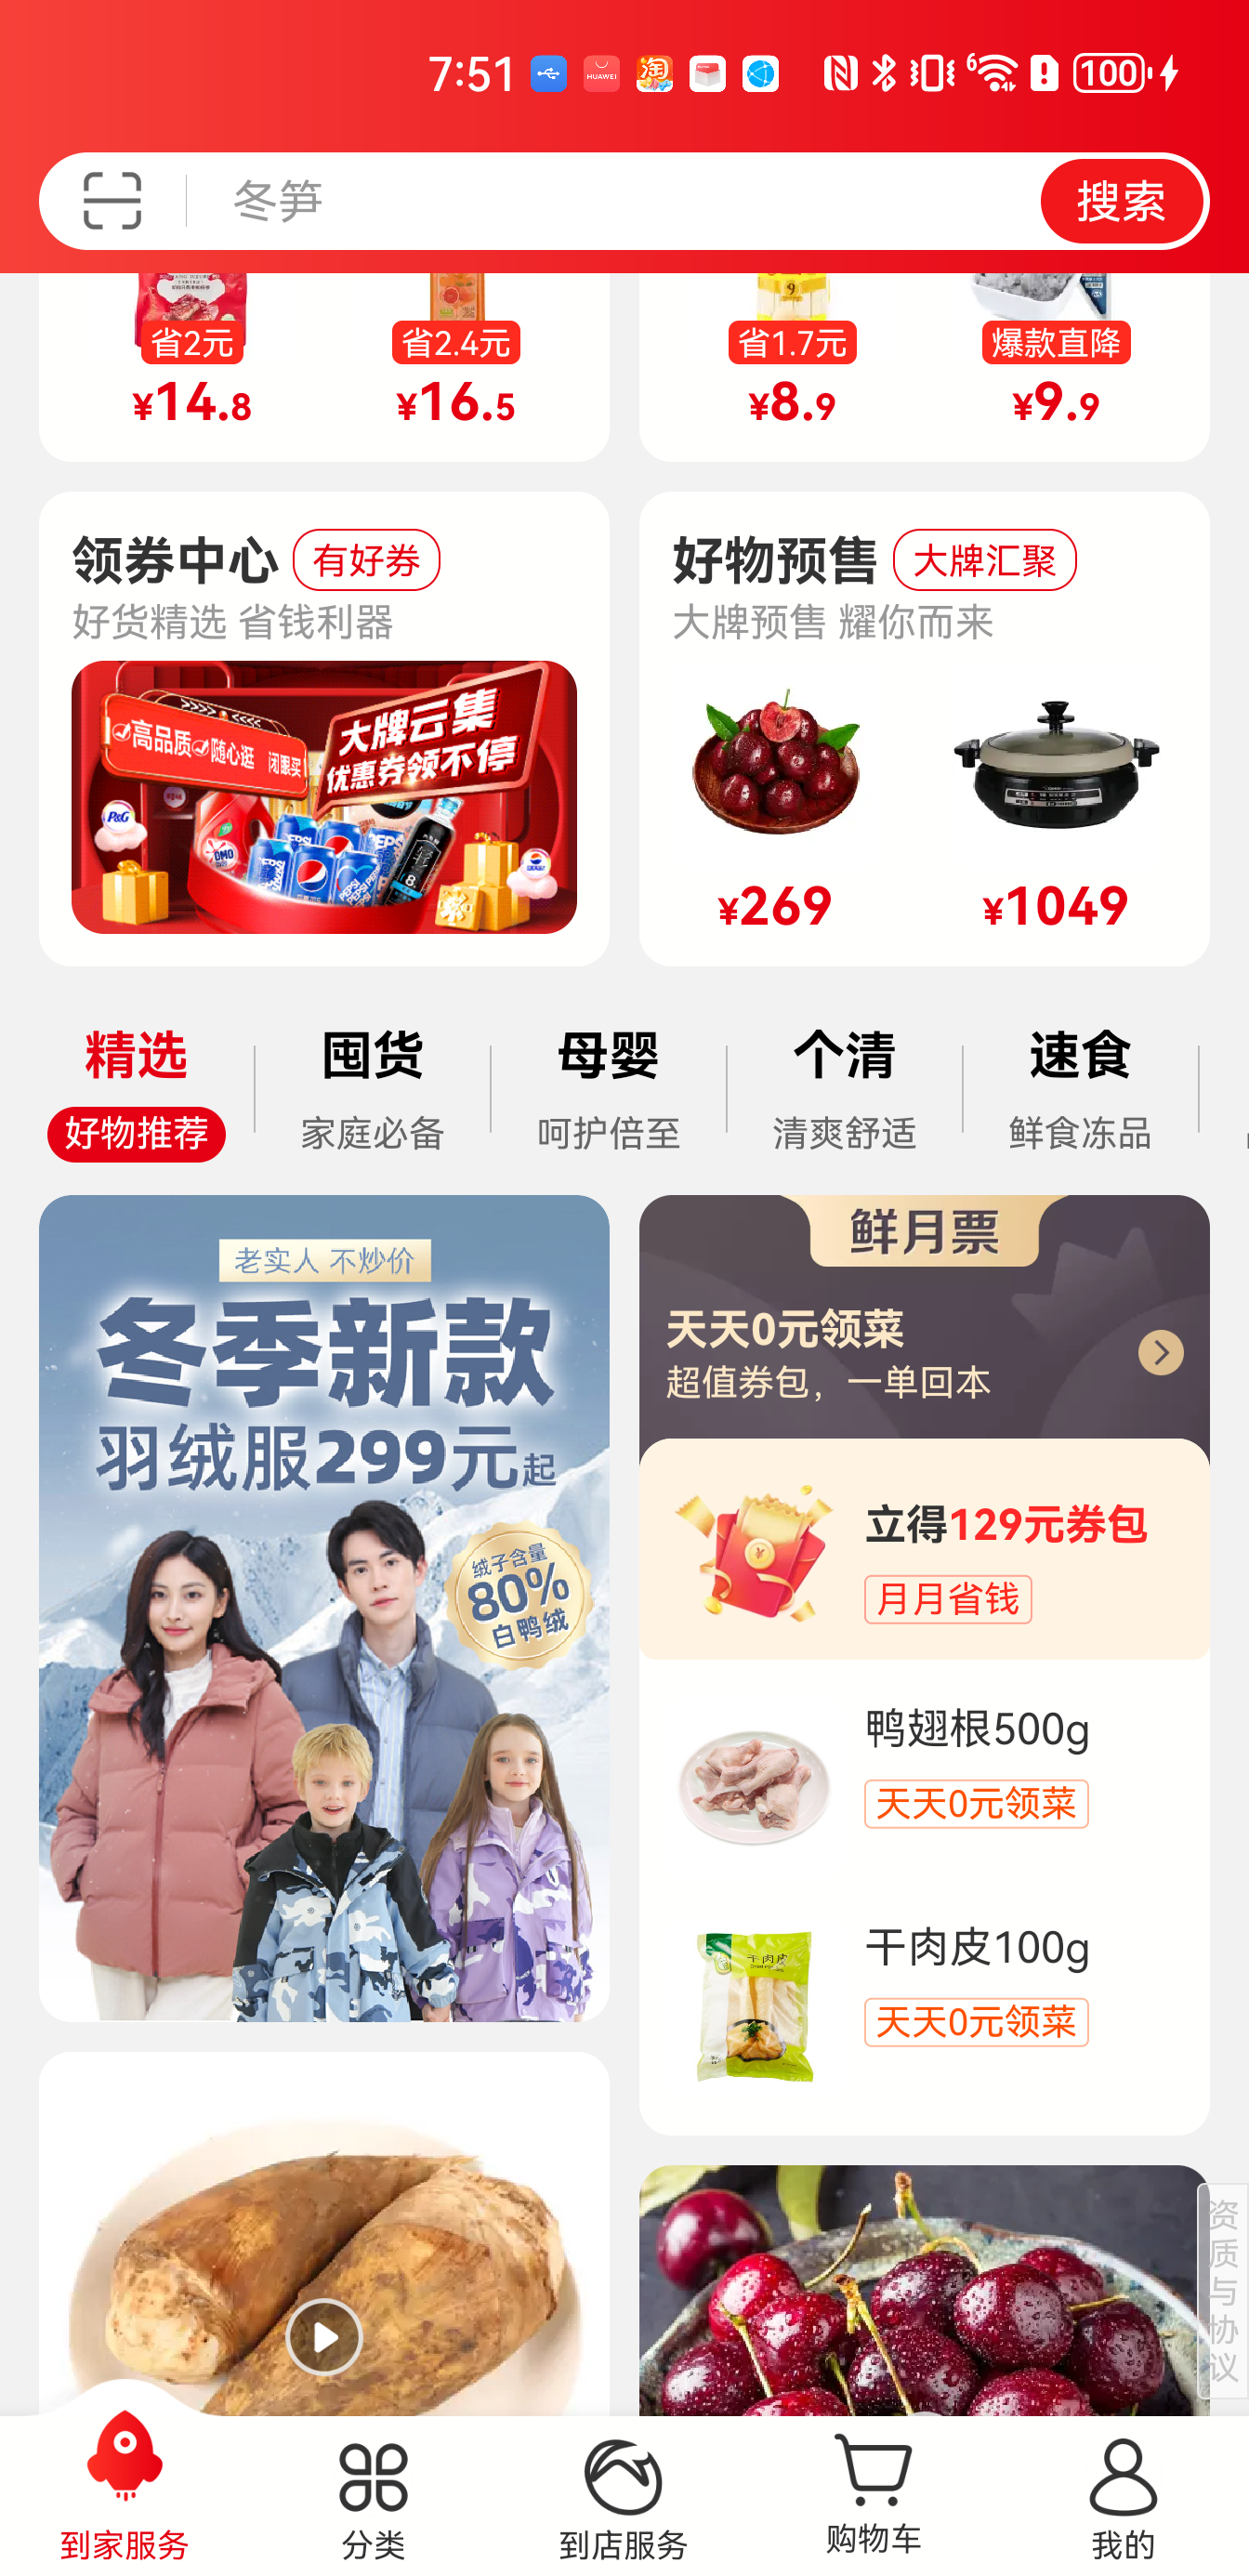 7:51
HUAWEI
淘
6
100
冬笋
搜索
9
省2元
省2.4元
省1.7元
爆款直降
¥14.8
¥16.5
¥8.9
¥9.9
领券中心
有好券
好货精选 省钱利器
高品质 随心逛 闭眼买
大牌云集
优惠券领不停
P&G
OMO
PEPSI
PEPSI
好物预售
大牌汇聚
大牌预售 耀你而来
¥269
¥1049
精选
囤货
母婴
个清
速食
好物推荐
家庭必备
呵护倍至
清爽舒适
鲜食冻品
老实人 不炒价
冬季新款
羽绒服299元起
绒子含量
80%
白鸭绒
鲜月票
天天0元领菜
超值券包，一单回本
立得129元券包
月月省钱
鸭翅根500g
天天0元领菜
干肉皮
干肉皮100g
天天0元领菜
资质与协议
到家服务
分类
到店服务
购物车
我的